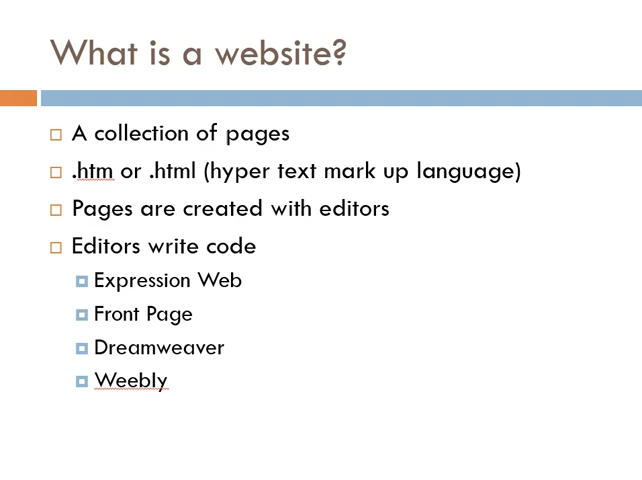 What is a website?
A collection of pages
.htm or .html (hyper text mark up language)
Pages are created with editors
Editors write code
Expression Web
Front Page
Dreamweaver
Weebly